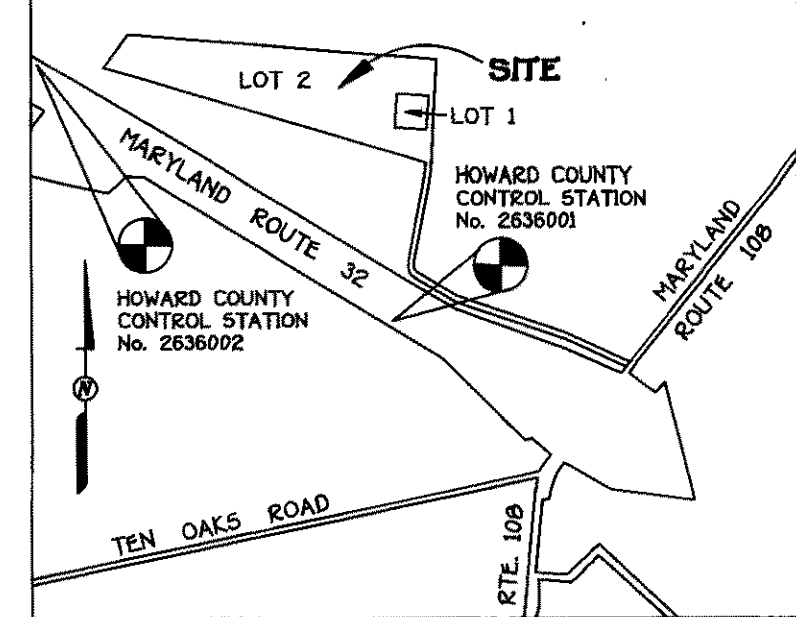 LOT 2
SITE
LOT 1
MARYLAND ROUTE 32
HOWARD COUNTY
CONTROL STATION
No. 2636001
MARYLAND
ROUTE 108
HOWARD COUNTY
CONTROL STATION
No. 2636002
N
TEN OAKS ROAD
RTE. 108